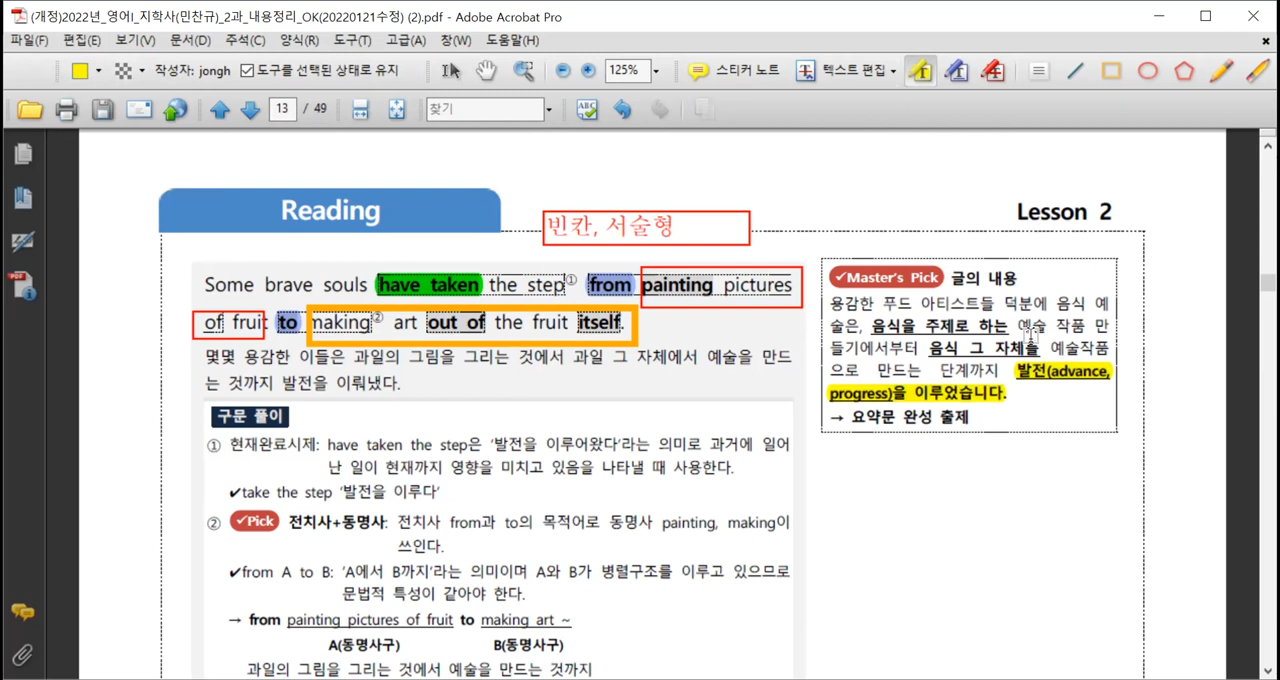 (개정)2022년_영어I_지학사(민찬규)_2과_내용정리_OK(20220121수정) (2).pdf - Adobe Acrobat Pro
파일(F) 편집(E) 보기(V) 문서(D) 주석(C) 양식(R) 도구(T) 고급(A) 창(W) 도움말(H)
작성자: jongh 도구를 선택된 상태로 유지 125% 스티커 노트 텍스트 편집
13 / 49 찾기
Reading
빈칸, 서술형
Lesson 2
Some brave souls have taken the step① from painting pictures
of fruit to making② art out of the fruit itself.
몇몇 용감한 이들은 과일의 그림을 그리는 것에서 과일 그 자체에서 예술을 만드
는 것까지 발전을 이뤄냈다.
구문 풀이
① 현재완료시제: have taken the step은 ‘발전을 이루어왔다’라는 의미로 과거에 일어
난 일이 현재까지 영향을 미치고 있음을 나타낼 때 사용한다.
✔take the step ‘발전을 이루다’
② ✓Pick 전치사+동명사: 전치사 from과 to의 목적어로 동명사 painting, making이
쓰인다.
✔from A to B: ‘A에서 B까지’라는 의미이며 A와 B가 병렬구조를 이루고 있으므로
문법적 특성이 같아야 한다.
→ from painting pictures of fruit to making art ~
A(동명사구) B(동명사구)
과일의 그림을 그리는 것에서 예술을 만드는 것까지
✓Master's Pick 글의 내용
용감한 푸드 아티스트들 덕분에 음식 예
술은, 음식을 주제로 하는 예술 작품 만
들기에서부터 음식 그 자체를 예술작품
으로 만드는 단계까지 발전(advance,
progress)을 이루었습니다.
→ 요약문 완성 출제